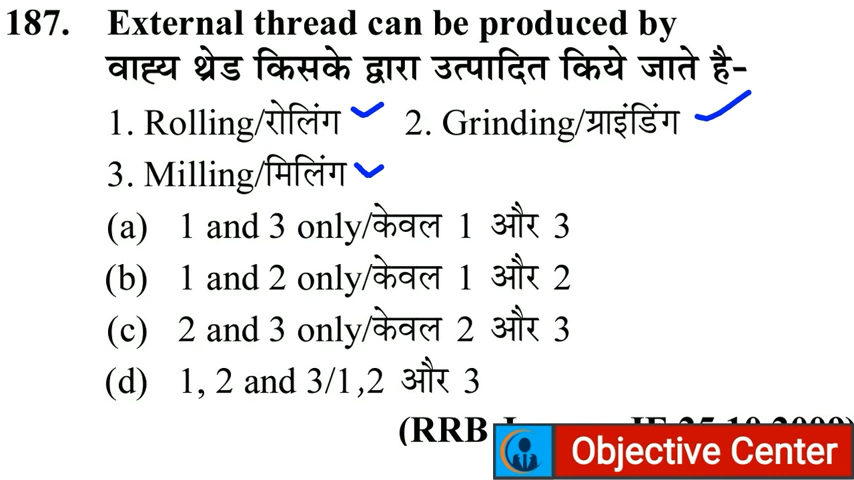 187. External thread can be produced by
वाह्य थ्रेड किसके द्वारा उत्पादित किये जाते है-
1. Rolling/रोलिंग 2. Grinding/ग्राइंडिंग
3. Milling/मिलिंग
(a) 1 and 3 only/केवल 1 और 3
(b) 1 and 2 only/केवल 1 और 2
(c) 2 and 3 only/केवल 2 और 3
(d) 1, 2 and 3/1,2 और 3
(RRB
Objective Center